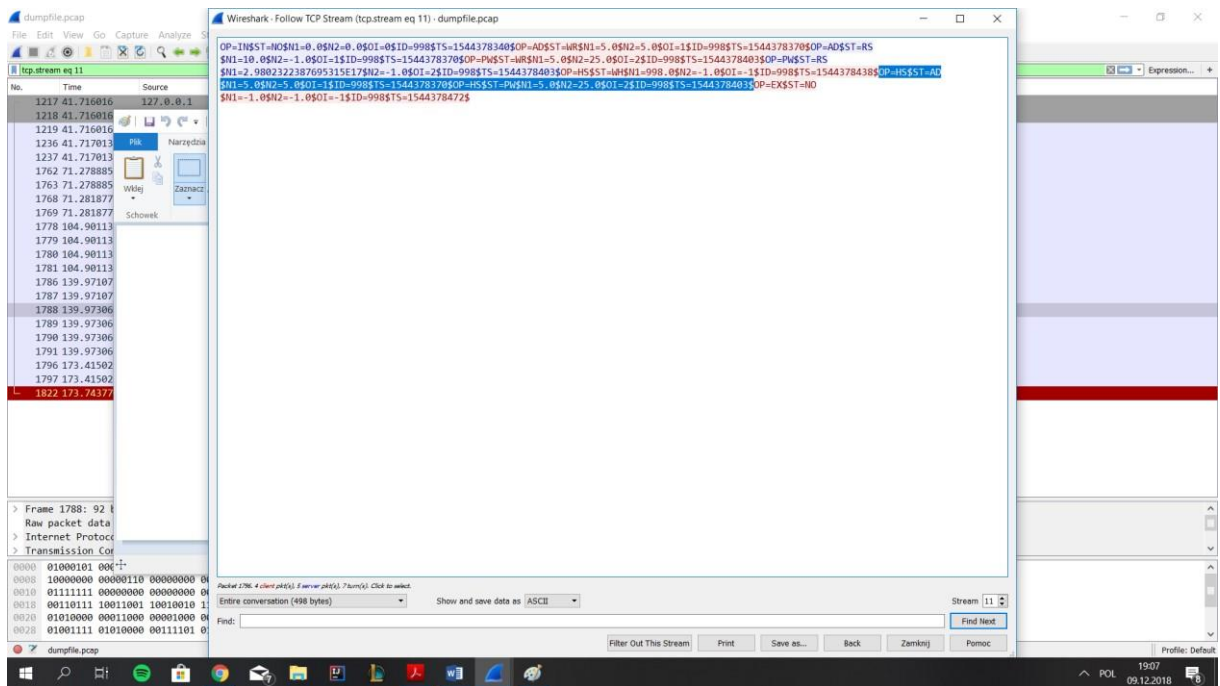 dumpfile.pcap
File Edit View Go Capture Analyze
tcp.stream eq 11
Expression... +
No. Time Source
1217 41.716016 127.0.0.1
1218 41.716016
1219 41.716016
1236 41.717013
1237 41.717013
1762 71.278885
1763 71.278885
1768 71.281877
1769 71.281877
1778 104.90113
1779 104.90113
1780 104.90113
1781 104.90113
1786 139.97107
1787 139.97107
1788 139.97306
1789 139.97306
1790 139.97306
1791 139.97306
1796 173.41502
1797 173.41502
1822 173.74377
Plik Narzędzia
Wklej Zaznacz
Schowek
Wireshark · Follow TCP Stream (tcp.stream eq 11) · dumpfile.pcap
OP=IN$ST=NO$N1=0.0$N2=0.0$OI=0$ID=998$TS=1544378340$OP=AD$ST=WR$N1=5.0$N2=5.0$OI=1$ID=998$TS=1544378370$OP=AD$ST=RS
$N1=10.0$N2=-1.0$OI=1$ID=998$TS=1544378370$OP=PW$ST=WR$N1=5.0$N2=25.0$OI=2$ID=998$TS=1544378403$OP=PW$ST=RS
$N1=2.9802322387695315E17$N2=-1.0$OI=2$ID=998$TS=1544378403$OP=HS$ST=WH$N1=998.0$N2=-1.0$OI=-1$ID=998$TS=1544378438$OP=HS$ST=AD
$N1=5.0$N2=5.0$OI=1$ID=998$TS=1544378370$OP=HS$ST=PW$N1=5.0$N2=25.0$OI=2$ID=998$TS=1544378403$OP=EX$ST=NO
$N1=-1.0$N2=-1.0$OI=-1$ID=998$TS=1544378472$
Packet 1796. 4 client pkt(s), 5 server pkt(s), 7 turn(s). Click to select.
Entire conversation (498 bytes) Show and save data as ASCII Stream 11
Find: Find Next
Filter Out This Stream Print Save as... Back Zamknij Pomoc
> Frame 1788: 92
Raw packet data
> Internet Protoc
> Transmission Co
0000 01000101
0008 10000000 00000110 00000000
0010 01111111 00000000 00000000
0018 00110111 10011001 10010010
0020 01010000 00011000 00001000
0028 01001111 01010000 00111101
dumpfile.pcap
Profile: Default
POL 19:07
09.12.2018